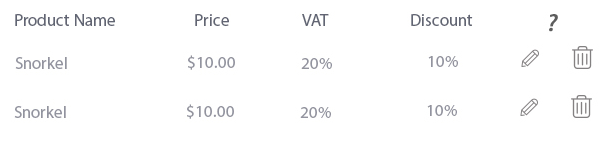 Product Name Price VAT Discount ?
Snorkel $10.00 20% 10%
Snorkel $10.00 20% 10%